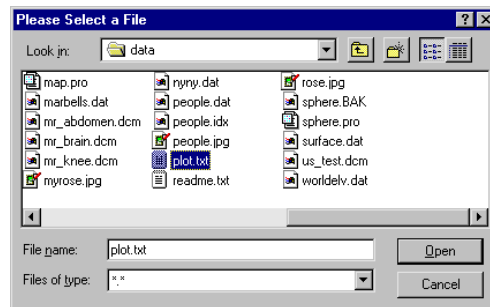 Please Select a File
Look in: data
map.pro nyny.dat rose.jpg
marbells.dat people.dat sphere.BAK
mr_abdomen.dcm people.idx sphere.pro
mr_brain.dcm people.jpg surface.dat
mr_knee.dcm plot.txt us_test.dcm
myrose.jpg readme.txt worldelv.dat
File name: plot.txt Open
Files of type: *.* Cancel